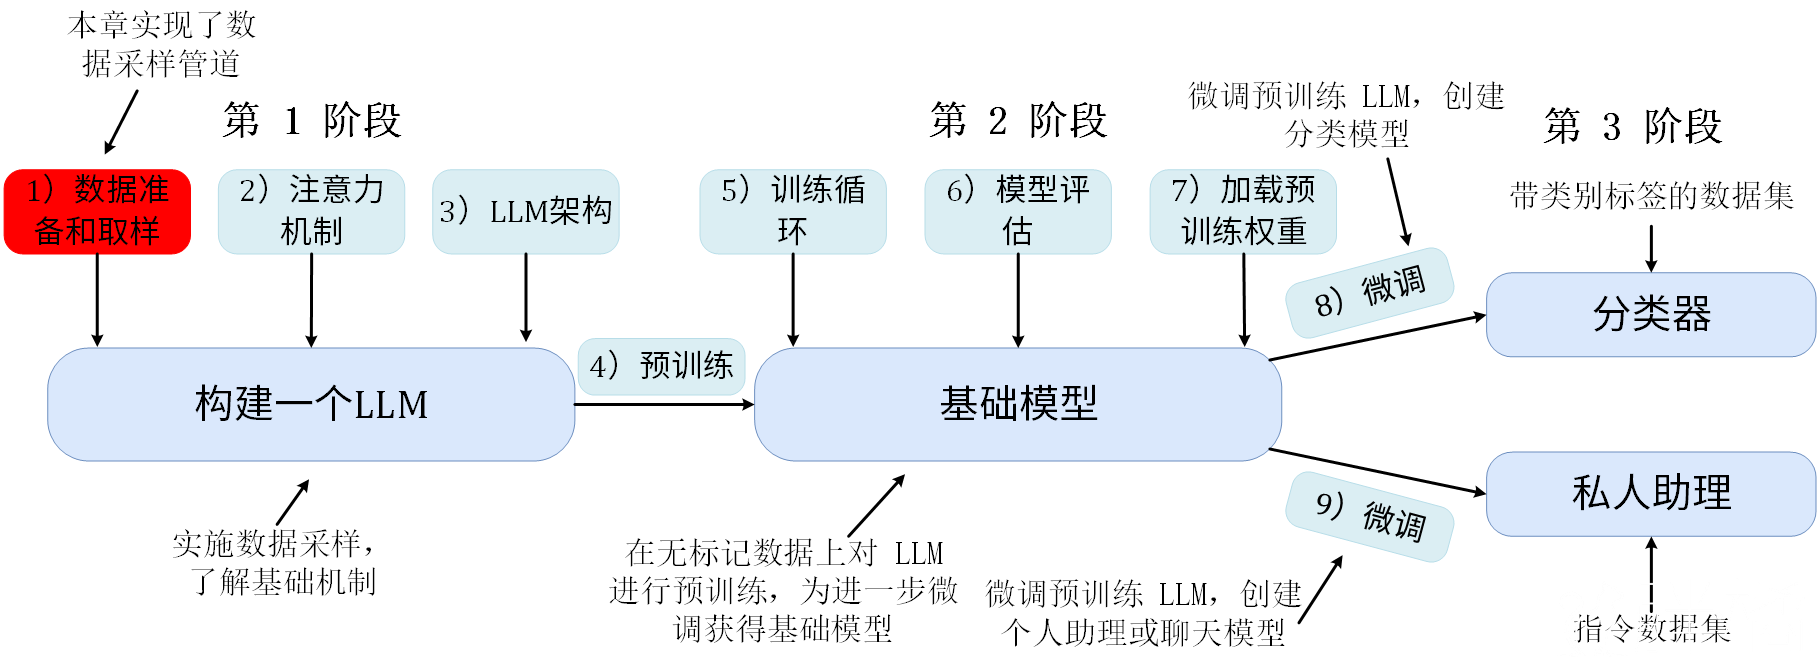 本章实现了数
据采样管道
第 1 阶段
1）数据准
备和取样
2）注意力
机制
3）LLM架构
构建一个LLM
实施数据采样，
了解基础机制
4）预训练
第 2 阶段
5）训练循
环
6）模型评
估
7）加载预
训练权重
基础模型
在无标记数据上对 LLM
进行预训练，为进一步微
调获得基础模型
微调预训练 LLM，创建
分类模型
8）微调
9）微调
微调预训练 LLM，创建
个人助理或聊天模型
第 3 阶段
带类别标签的数据集
分类器
私人助理
指令数据集